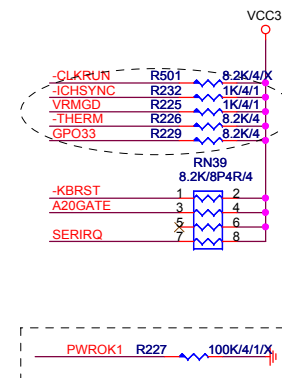 VCC3
-CLKRUN R501 8.2K/4/X
-ICHSYNC R232 1K/4/1
VRMGD R225 1K/4/1
-THERM R226 8.2K/4
GPO33 R229 8.2K/4
RN39
8.2K/8P4R/4
-KBRST 1 2
A20GATE 3 4
5 6
SERIRQ 7 8
PWROK1 R227 100K/4/1/X